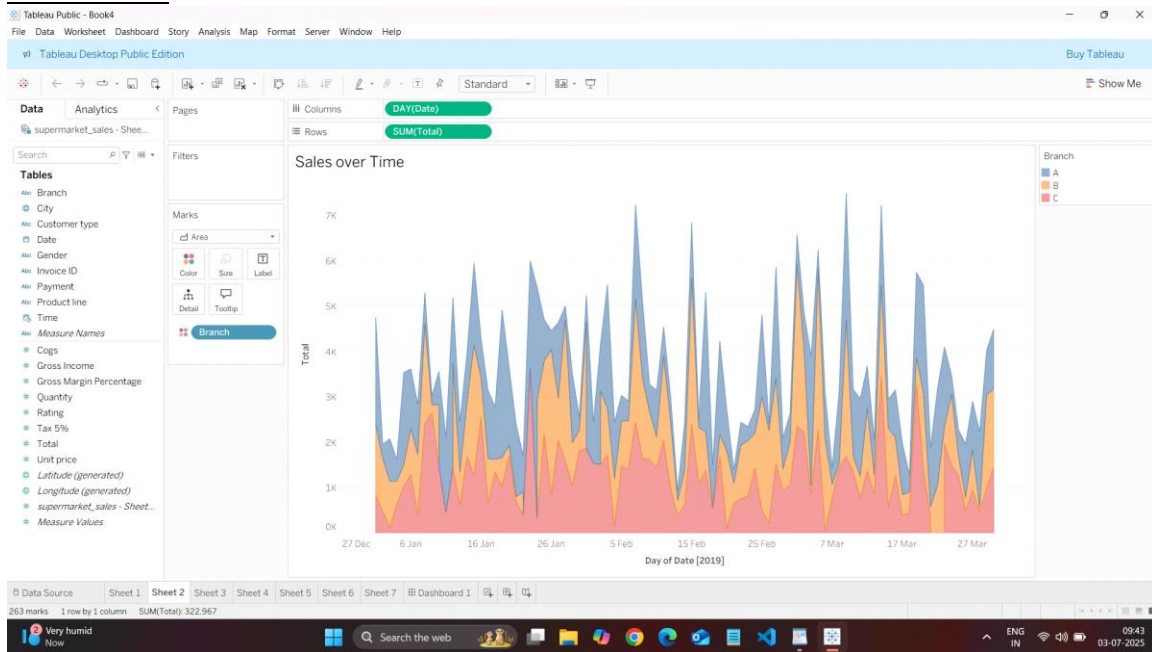 Tableau Public - Book4
File Data Worksheet Dashboard Story Analysis Map Format Server Window Help
Tableau Desktop Public Edition
Buy Tableau
Standard
Show Me
Data Analytics
Pages
Columns DAY(Date)
supermarket_sales - Shee...
Rows SUM(Total)
Search
Filters
Sales over Time
Branch
A
B
C
Tables
Abc Branch
City
Abc Customer type
Date
Abc Gender
Abc Invoice ID
Abc Payment
Abc Product line
Time
Abc Measure Names
Cogs
Gross Income
Gross Margin Percentage
Quantity
Rating
Tax 5%
Total
Unit price
Latitude (generated)
Longitude (generated)
supermarket_sales - Sheet...
Measure Values
Marks
Area
Color Size Label
Detail Tooltip
Branch
Total
7K
6K
5K
4K
3K
2K
1K
0K
27 Dec 6 Jan 16 Jan 26 Jan 5 Feb 15 Feb 25 Feb 7 Mar 17 Mar 27 Mar
Day of Date [2019]
Data Source Sheet 1 Sheet 2 Sheet 3 Sheet 4 Sheet 5 Sheet 6 Sheet 7 Dashboard 1
263 marks 1 row by 1 column SUM(Total): 322.967
2
Very humid
Now
Search the web
ENG
IN
09:43
03-07-2025